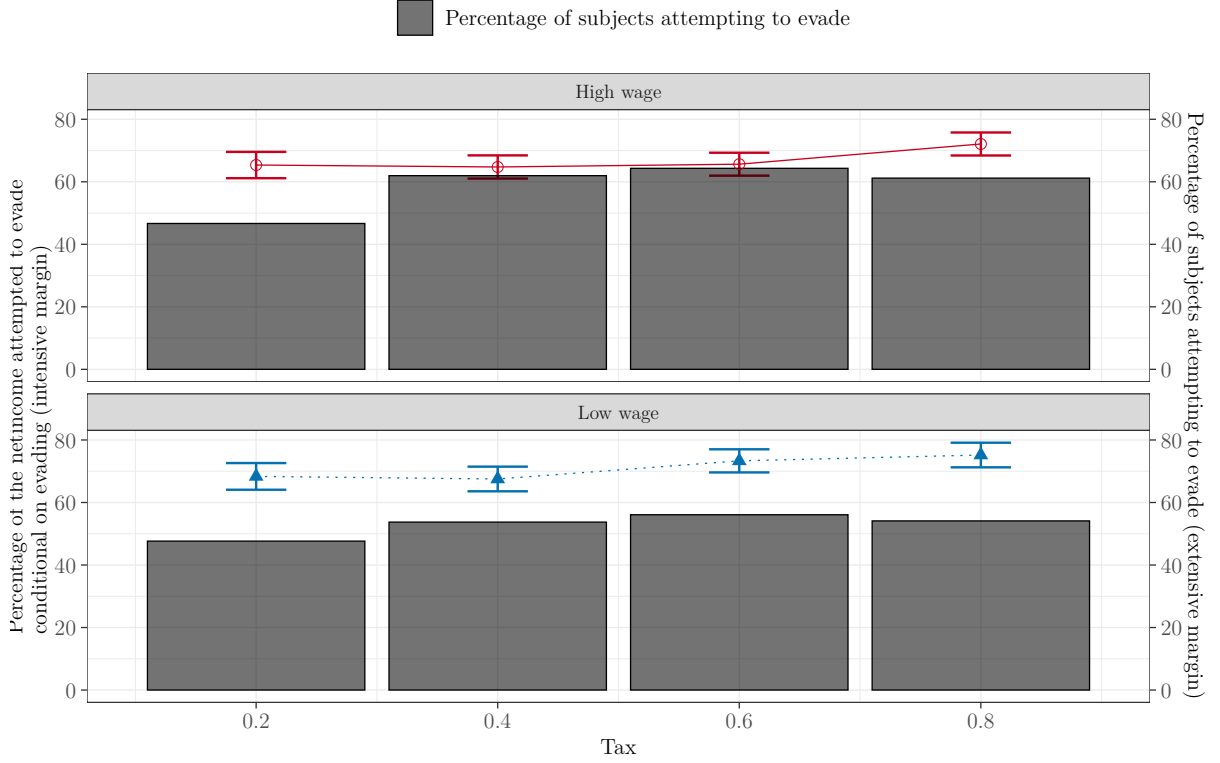 Percentage of subjects attempting to evade
High wage
80
60
40
20
0
80
60
40
20
0
Low wage
80
60
40
20
0
80
60
40
20
0
0.2 0.4 0.6 0.8
Tax
Percentage of the netincome attempted to evade
conditional on evading (intensive margin)
Percentage of subjects attempting to evade (extensive margin)